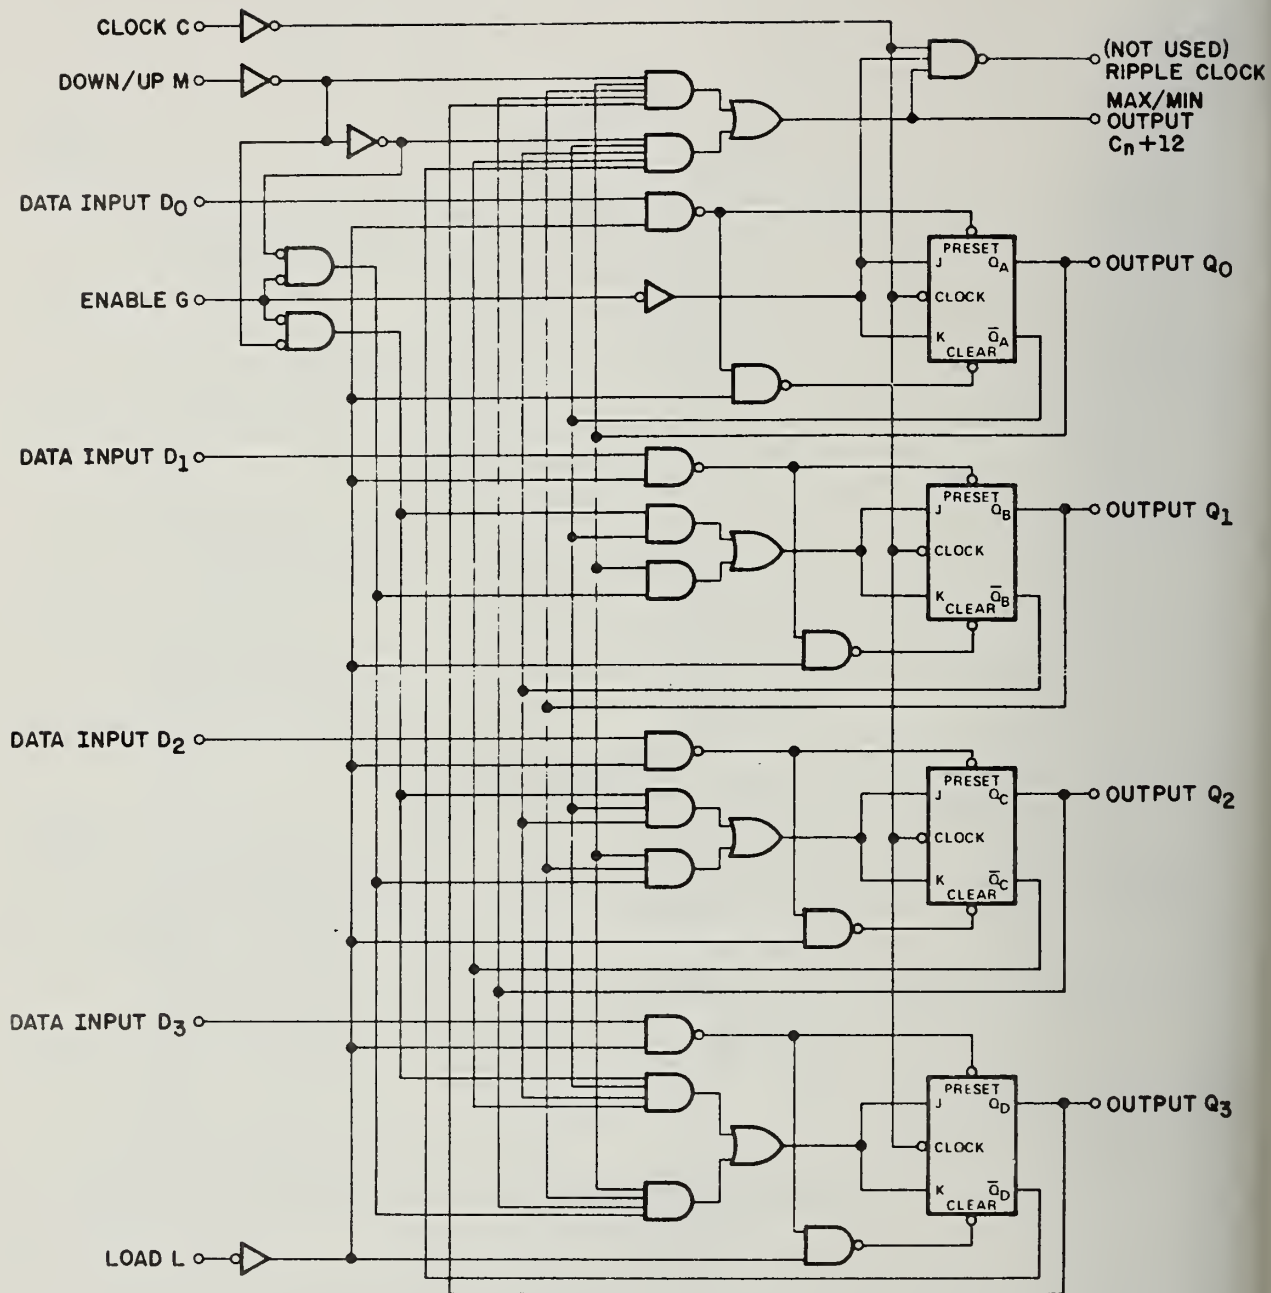 CLOCK C
(NOT USED)
RIPPLE CLOCK
DOWN/UP M
MAX/MIN
OUTPUT
Cn+12
DATA INPUT D0
PRESET
J QA
OUTPUT Q0
ENABLE G
CLOCK
K Q̅A
CLEAR
DATA INPUT D1
PRESET
J QB
OUTPUT Q1
CLOCK
K Q̅B
CLEAR
DATA INPUT D2
PRESET
J QC
OUTPUT Q2
CLOCK
K Q̅C
CLEAR
DATA INPUT D3
PRESET
J QD
OUTPUT Q3
CLOCK
K Q̅D
CLEAR
LOAD L